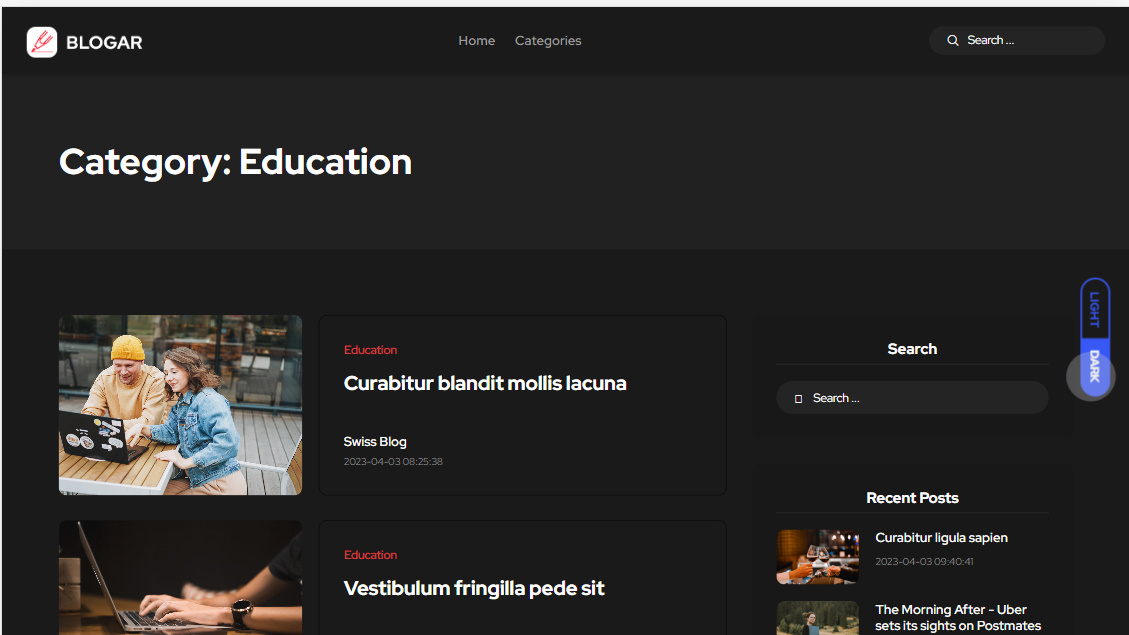 BLOGAR
Home
Categories
Search ...
Category: Education
LIGHT
DARK
Education
Curabitur blandit mollis lacuna
Swiss Blog
2023-04-03 08:25:38
Education
Vestibulum fringilla pede sit
Search
Search ...
Recent Posts
Curabitur ligula sapien
2023-04-03 09:40:41
The Morning After - Uber
sets its sights on Postmates